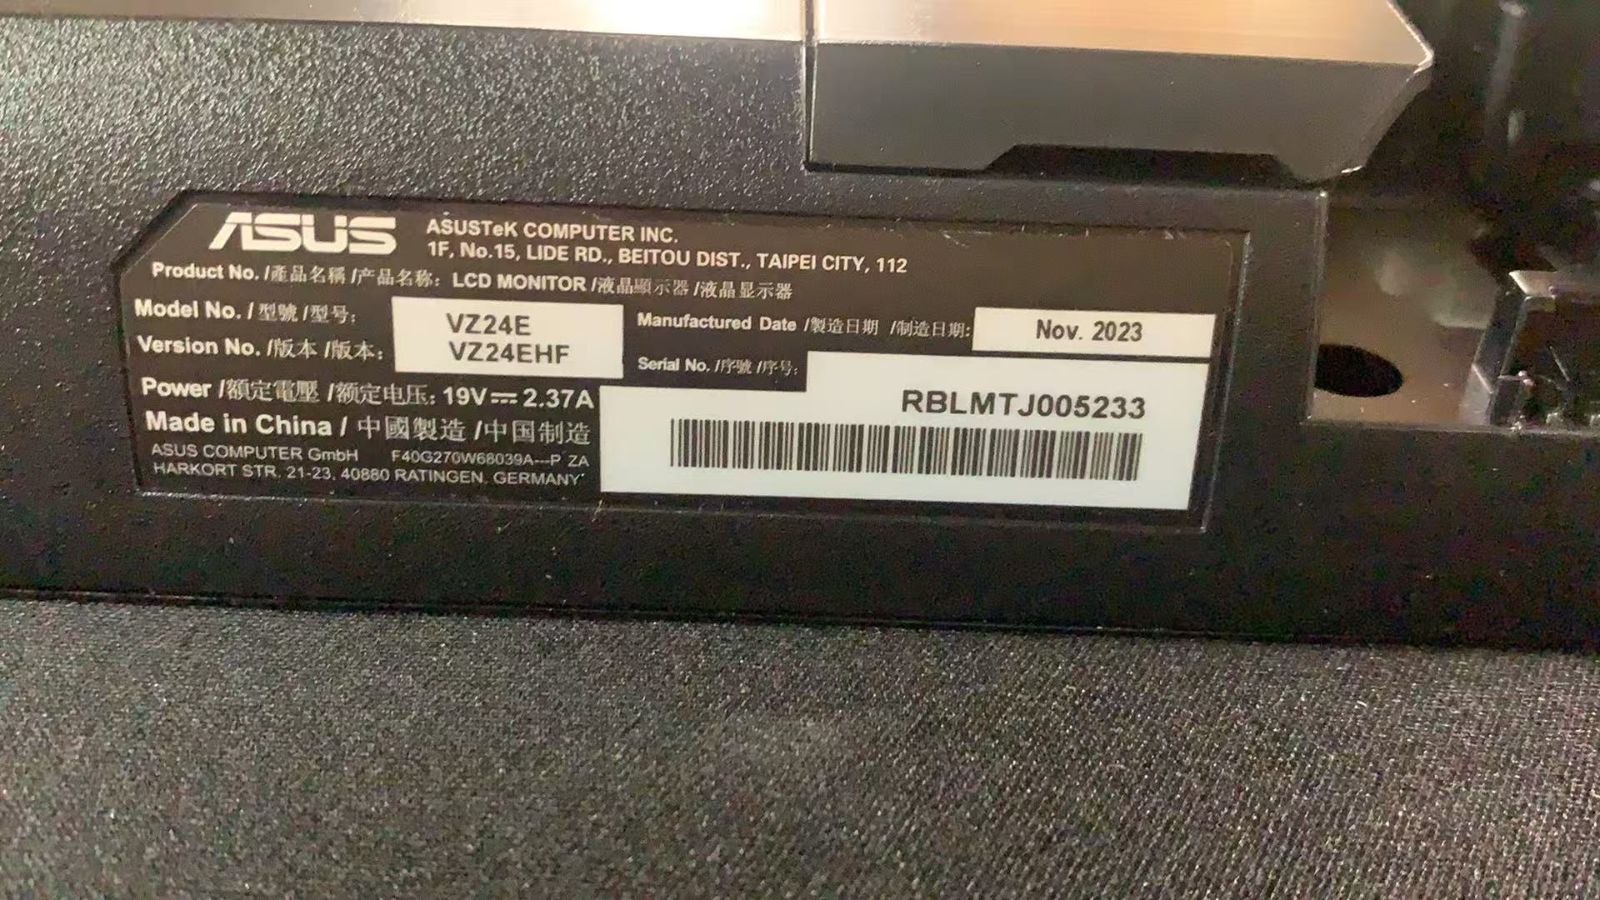 ASUS
ASUSTeK COMPUTER INC.
1F, No.15, LIDE RD., BEITOU DIST., TAIPEI CITY, 112
Product No. /產品名稱 /产品名称: LCD MONITOR /液晶顯示器 /液晶显示器
Model No. / 型號 /型号: VZ24E
Version No. /版本 /版本: VZ24EHF
Manufactured Date /製造日期 /制造日期: Nov. 2023
Serial No. /序號 /序号:
RBLMTJ005233
Power /額定電壓 /额定电压: 19V⎓ 2.37A
Made in China / 中國製造 /中国制造
ASUS COMPUTER GmbH F40G270W68039A---P ZA
HARKORT STR. 21-23, 40880 RATINGEN. GERMANY